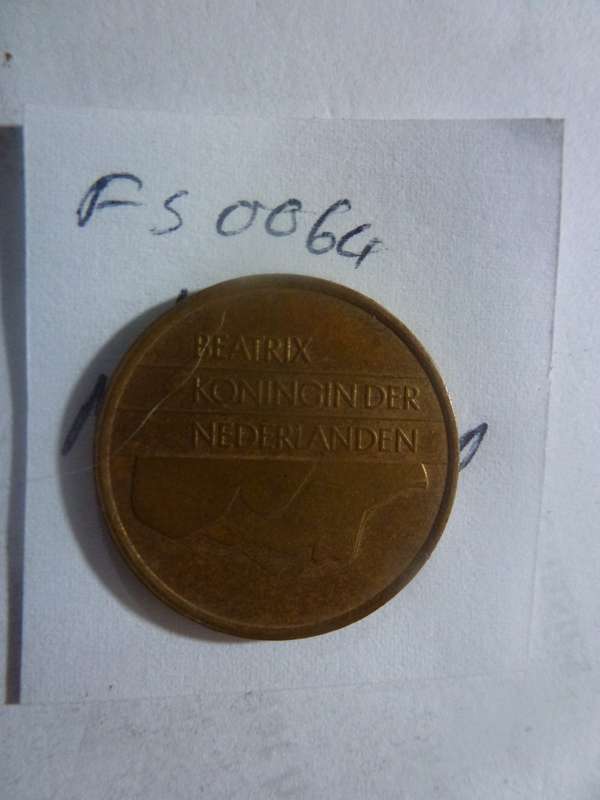 FS 0064
BEATRIX
KONINGIN DER
NEDERLANDEN